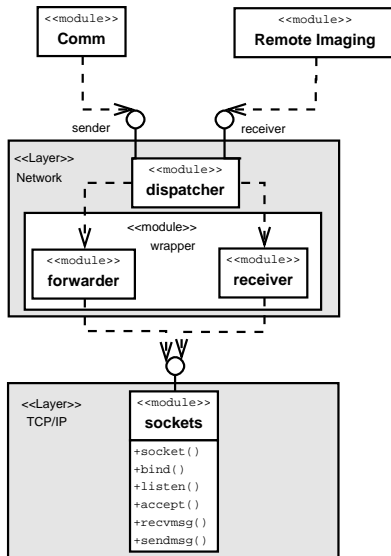 <<module>>
Comm
<<module>>
Remote Imaging
sender
receiver
<<Layer>>
Network
<<module>>
dispatcher
<<module>>
wrapper
<<module>>
forwarder
<<module>>
receiver
<<Layer>>
TCP/IP
<<module>>
sockets
+socket()
+bind()
+listen()
+accept()
+recvmsg()
+sendmsg()